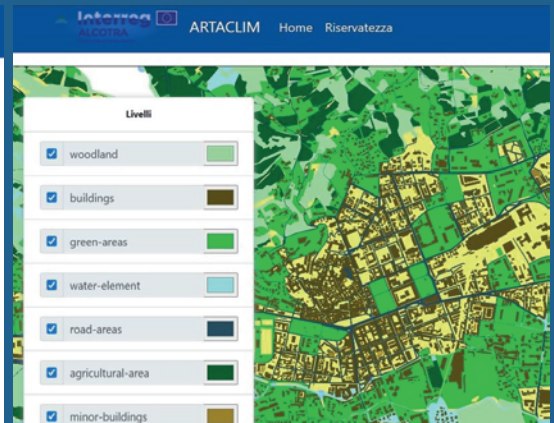 Interreg
ALCOTRA
ARTACLIM Home Riservatezza
Livelli
woodland
buildings
green-areas
water-element
road-areas
agricultural-area
minor-buildings